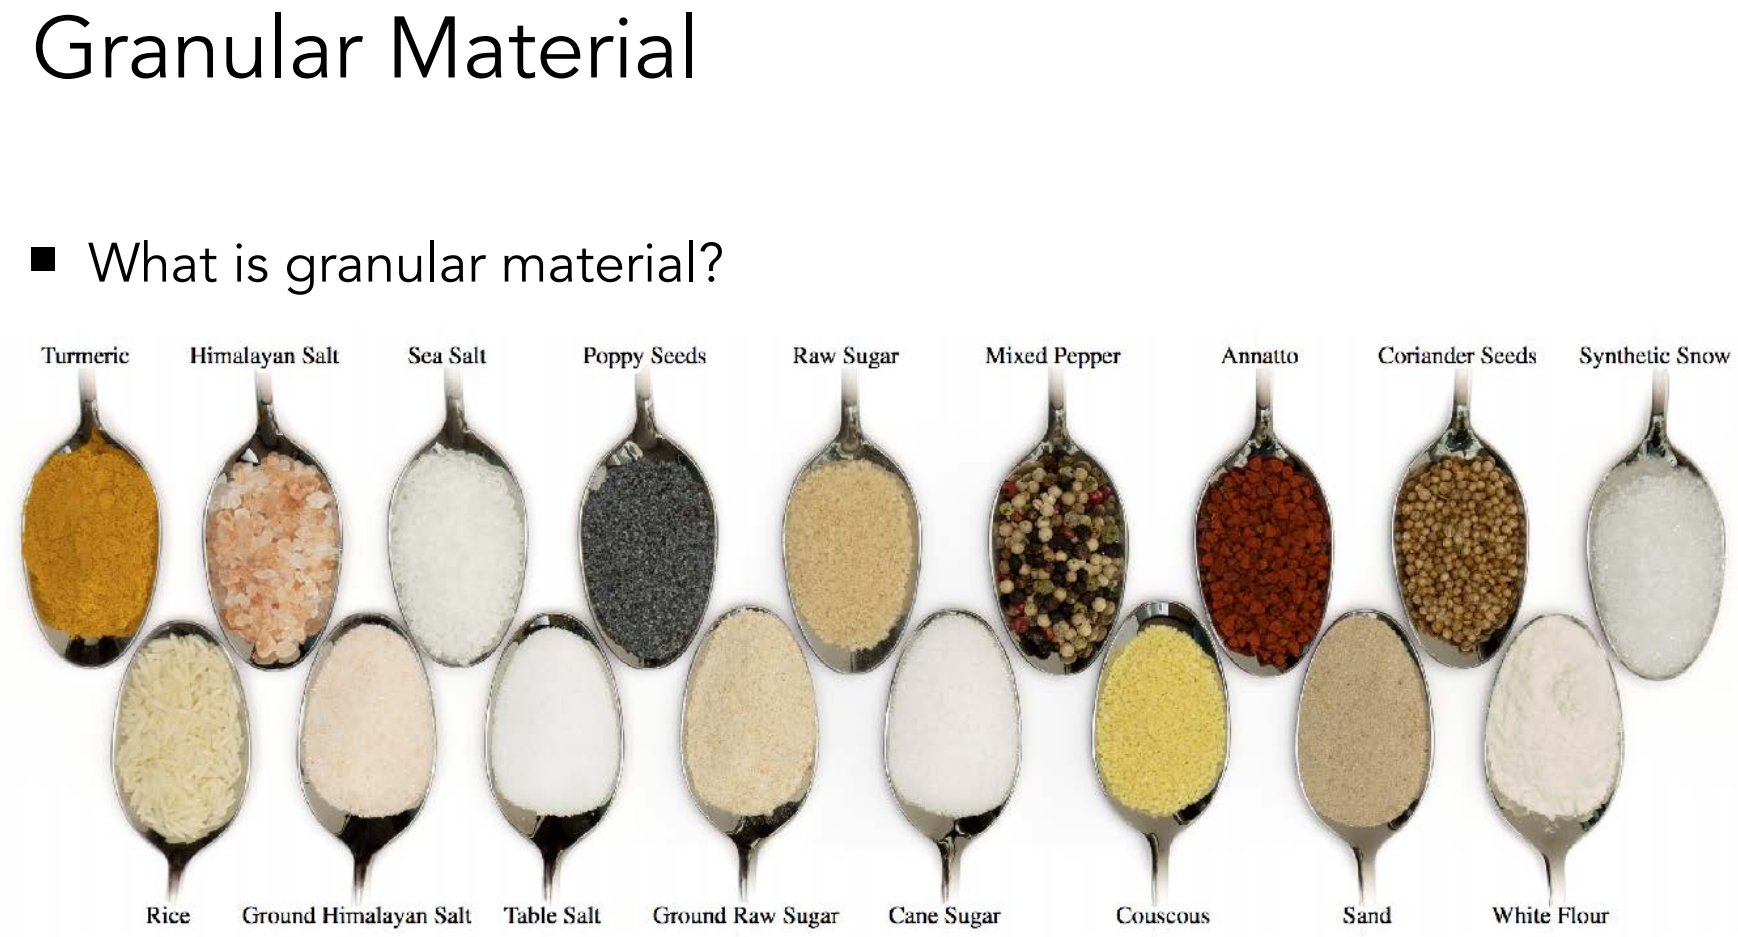 Granular Material
■ What is granular material?
Turmeric Himalayan Salt Sea Salt Poppy Seeds Raw Sugar Mixed Pepper Annatto Coriander Seeds Synthetic Snow
Rice Ground Himalayan Salt Table Salt Ground Raw Sugar Cane Sugar Couscous Sand White Flour